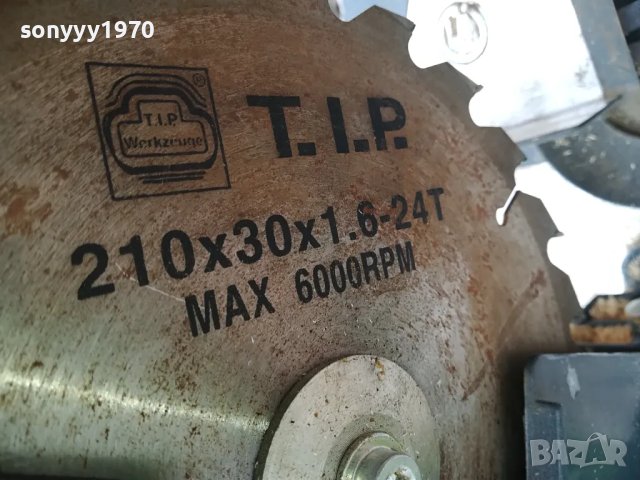 sonyyy1970
T.I.P.
Werkzeuge
®
T.I.P.
210x30x1.6-24T
MAX 6000RPM
BAZAR